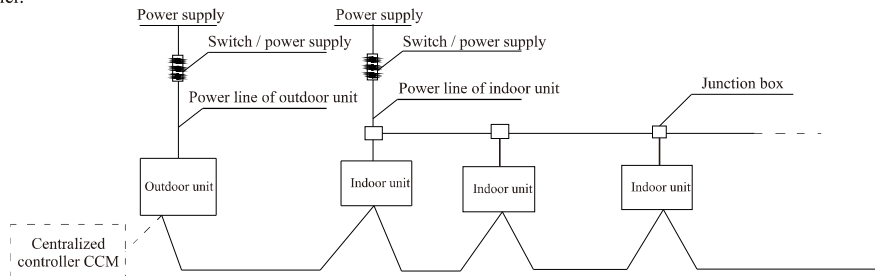 Power supply
Power supply
Switch / power supply
Switch / power supply
Power line of outdoor unit
Power line of indoor unit
Junction box
Outdoor unit
Indoor unit
Indoor unit
Indoor unit
Centralized
controller CCM